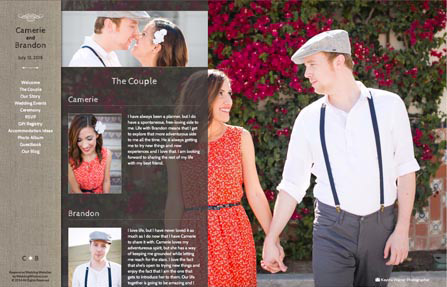 Camerie
and
Brandon
July 12, 2014
Welcome
The Couple
Our Story
Wedding Events
Ceremony
RSVP
Gift Registry
Accommodation Ideas
Photo Album
Guestbook
Our Blog
C B
The Couple
Camerie
I have always been a planner, but I do
have a spontaneous, free-loving side to
me. Life with Brandon means that I get
to explore that more adventurous side
to me all the time. He is always getting
me to try new things and new
experiences and I love that. I am looking
forward to sharing the rest of my life
with my best friend.
Brandon
I love life, but I have never loved it as
much as I do now that I have Camerie
to share it with. Camerie loves my
adventurous spirit, but she has a way
of keeping me grounded while letting
me reach for the stars. I love the fact
that she's open to trying new things and
enjoy the fact that I am the one that
gets to introduce her to them. Our life
together is going to be amazing and I
Photographer